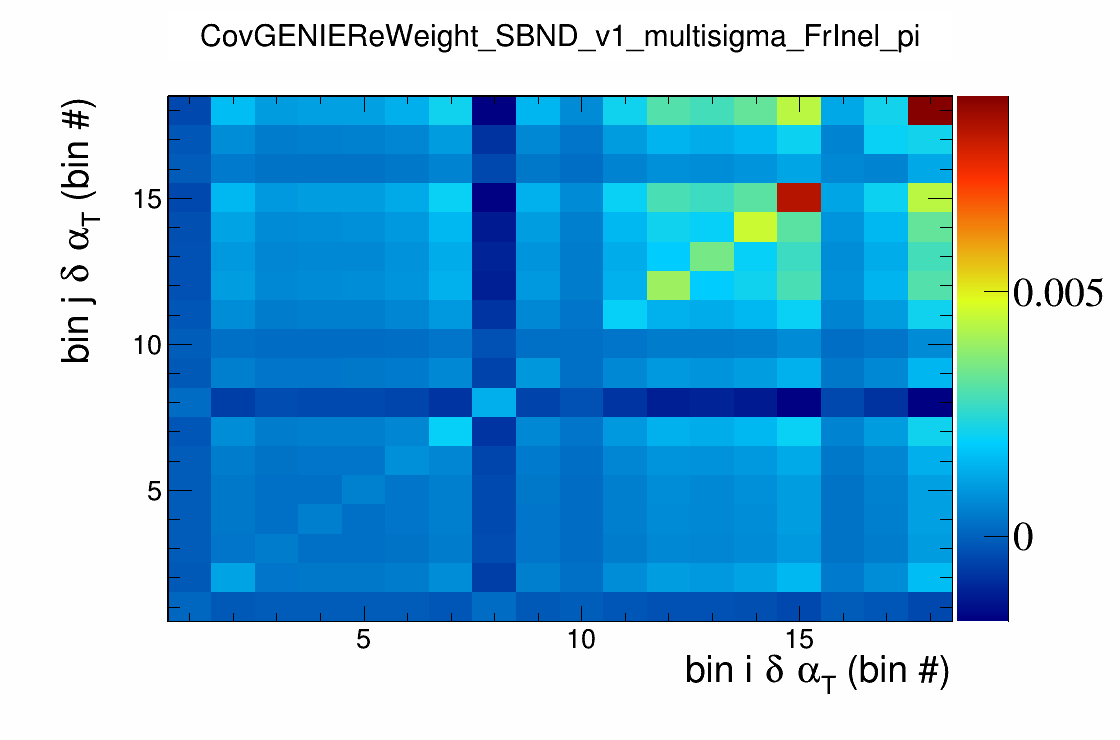 CovGENIEReWeight_SBND_v1_multisigma_FrInel_pi
bin j δ α_T (bin #)
15
10
5
5
10
15
bin i δ α_T (bin #)
0.005
0